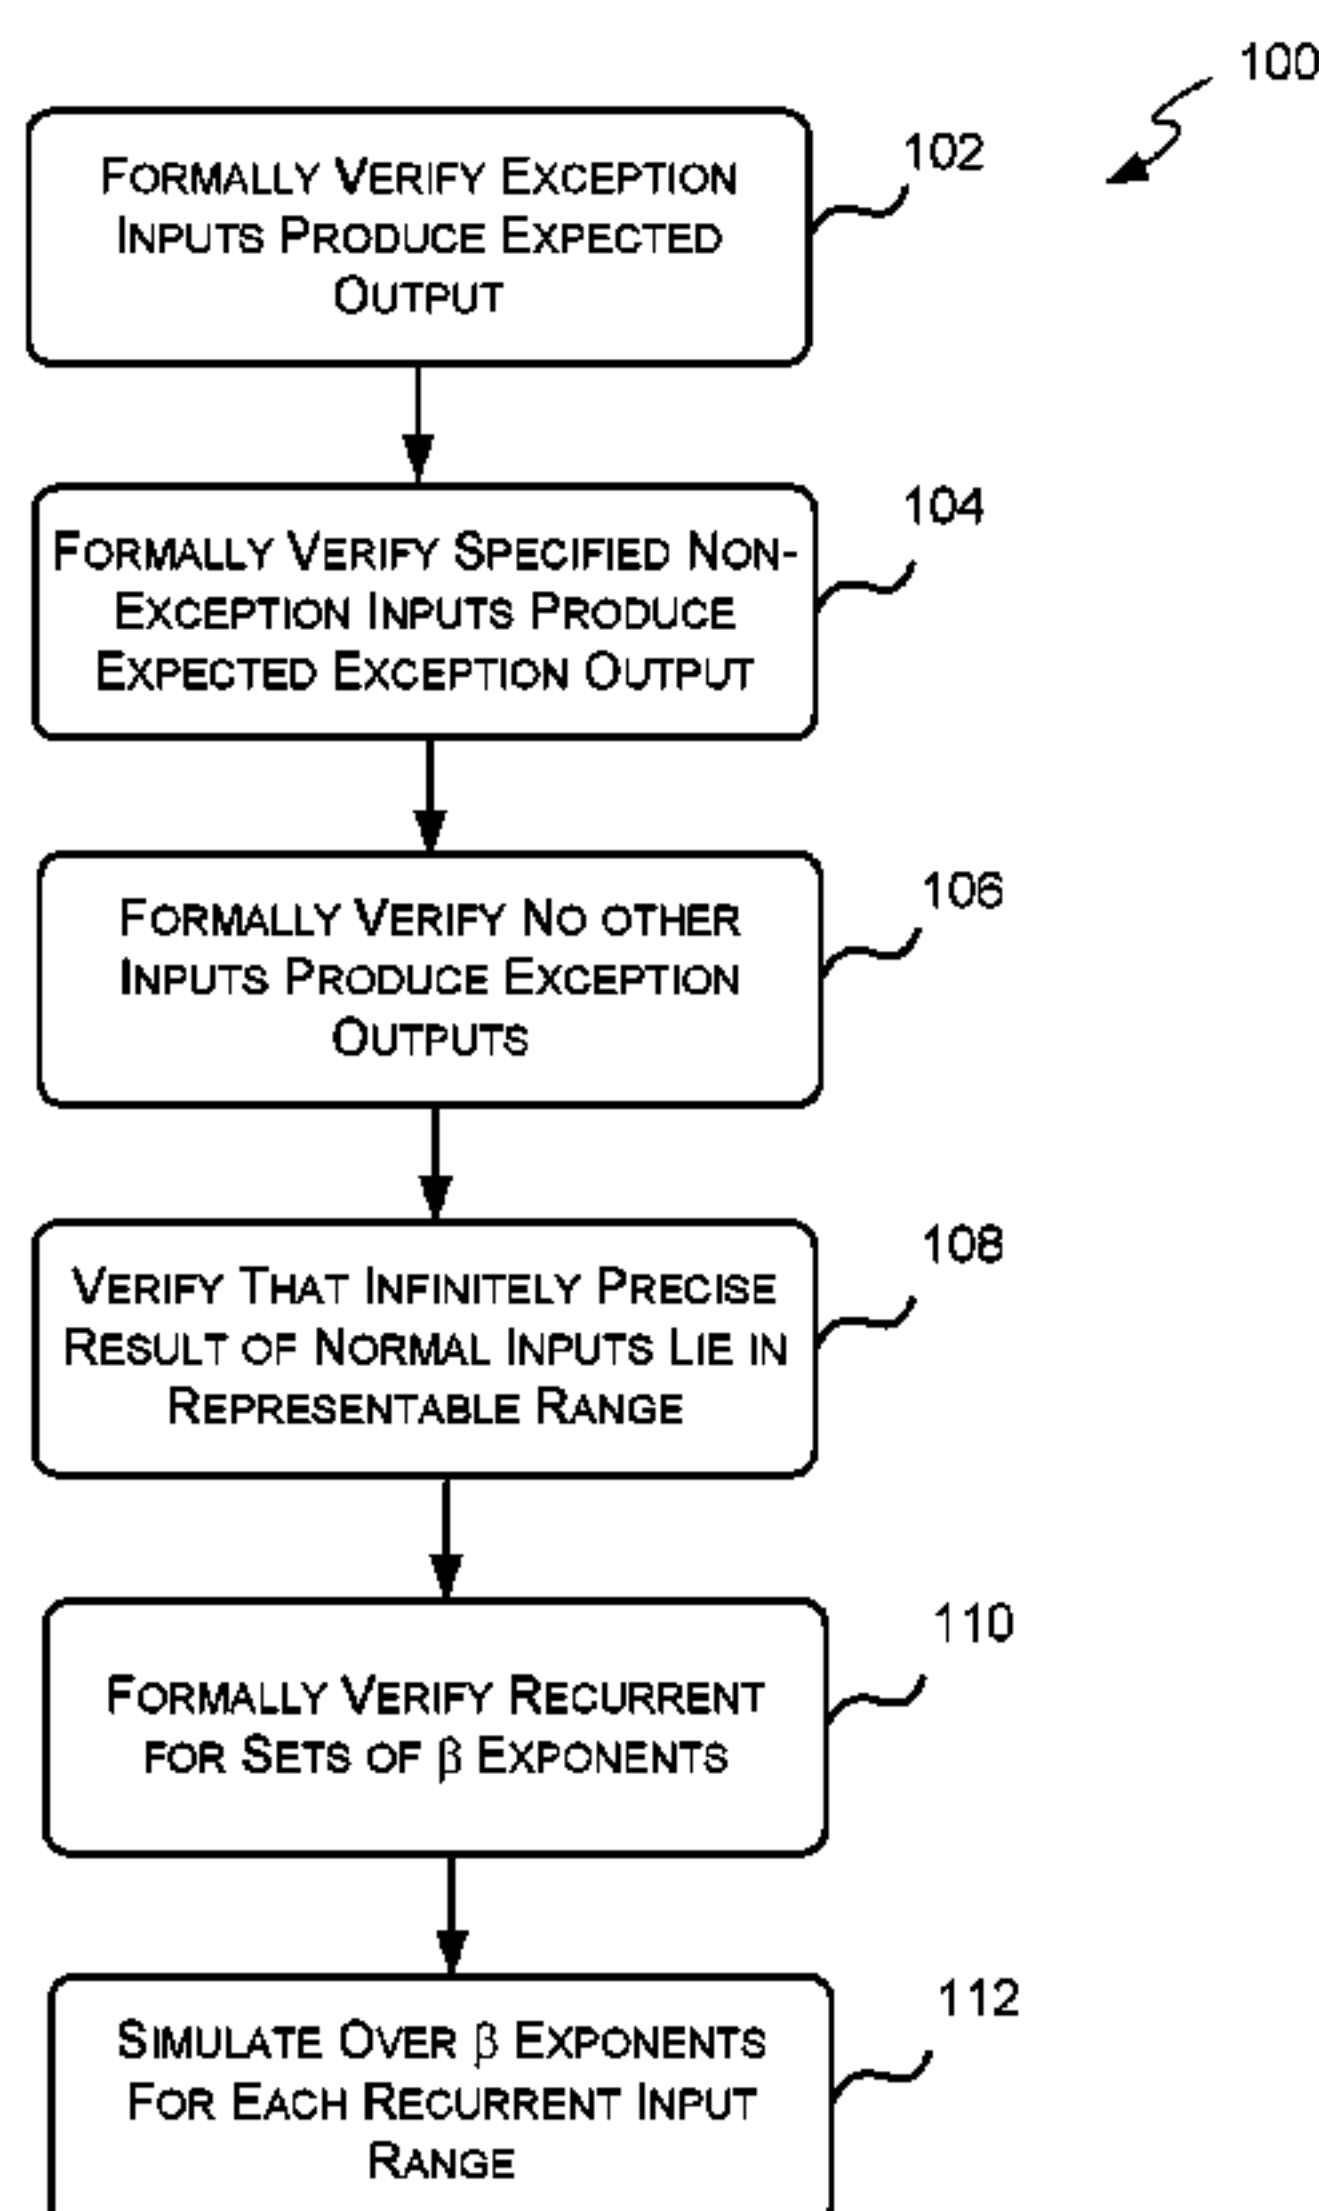 100
102
FORMALLY VERIFY EXCEPTION
INPUTS PRODUCE EXPECTED
OUTPUT
104
FORMALLY VERIFY SPECIFIED NON-
EXCEPTION INPUTS PRODUCE
EXPECTED EXCEPTION OUTPUT
106
FORMALLY VERIFY NO OTHER
INPUTS PRODUCE EXCEPTION
OUTPUTS
108
VERIFY THAT INFINITELY PRECISE
RESULT OF NORMAL INPUTS LIE IN
REPRESENTABLE RANGE
110
FORMALLY VERIFY RECURRENT
FOR SETS OF β EXPONENTS
112
SIMULATE OVER β EXPONENTS
FOR EACH RECURRENT INPUT
RANGE